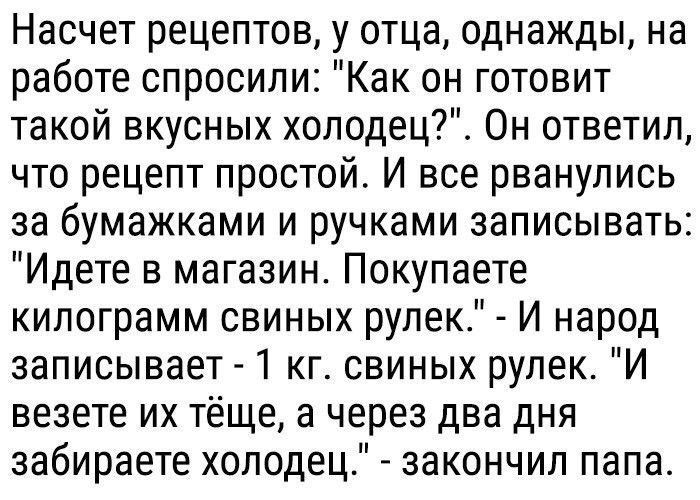 Насчет рецептов, у отца, однажды, на
работе спросили: "Как он готовит
такой вкусных холодец?". Он ответил,
что рецепт простой. И все рванулись
за бумажками и ручками записывать:
"Идете в магазин. Покупаете
килограмм свиных рулек." - И народ
записывает - 1 кг. свиных рулек. "И
везете их тёще, а через два дня
забираете холодец." - закончил папа.